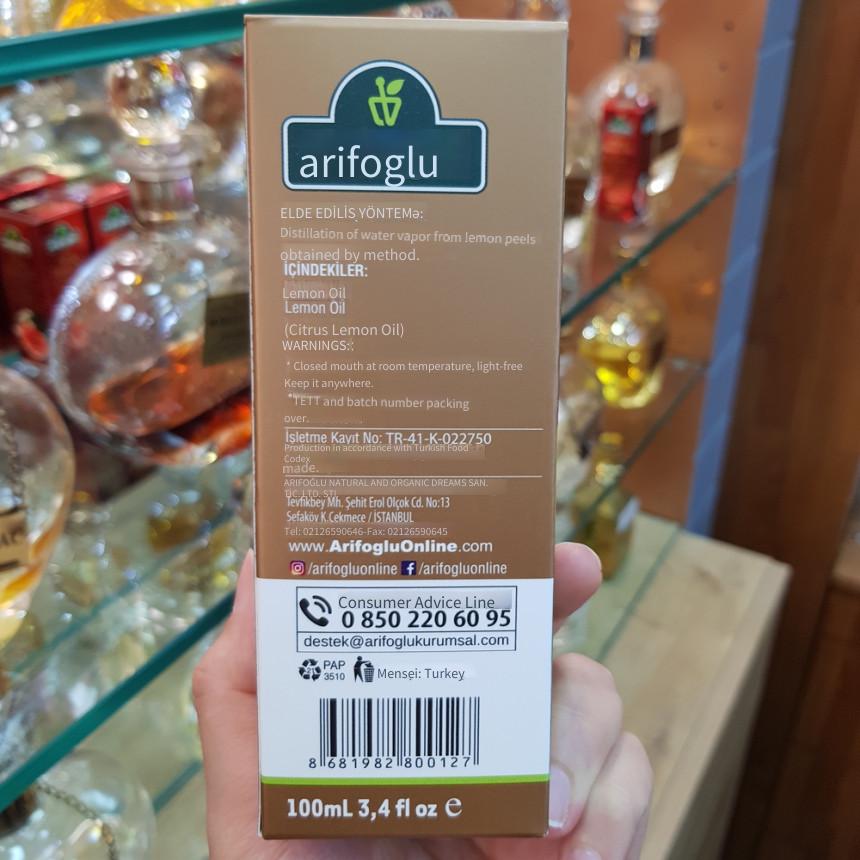 arifoglu
ELDE EDİLİŞ YÖNTEMə:
Distillation of water vapor from lemon peels
obtained by method.
İÇİNDEKİLER:
Lemon Oil
Lemon Oil
(Citrus Lemon Oil)
WARNINGS::
* Closed mouth at room temperature, light-free
Keep it anywhere.
*TETT and batch number packing
over.
İşletme Kayıt No: TR-41-K-022750
Production in accordance with Turkish Food
Codex
made.
ARIFOĞLU NATURAL AND ORGANIC DREAMS SAN.
TIC. LTD. STI.
Tevfikbey Mh. Şehit Erol Olçok Cd. No:13
Sefaköy K.Cekmece / İSTANBUL
Tel: 02126590646-Fax: 02126590645
www.ArifogluOnline.com
/arifogluonline /arifogluonline
Consumer Advice Line
0 850 220 60 95
destek@arifoglukurumsal.com
PAP
3510
Menşei: Turkey
8 681982 800127
100mL 3,4 fl oz e